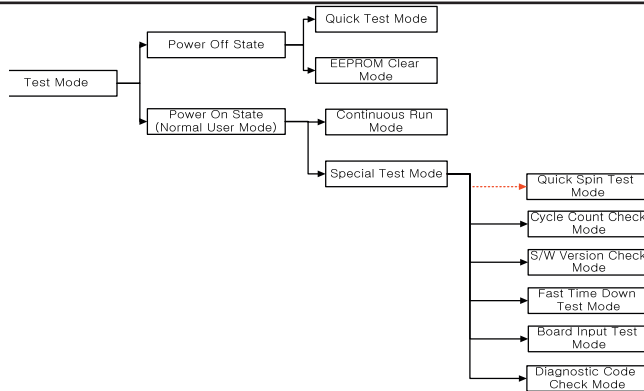 Quick Test Mode
Power Off State
EEPROM Clear
Mode
Test Mode
Power On State
(Normal User Mode)
Continuous Run
Mode
Special Test Mode
Quick Spin Test
Mode
Cycle Count Check
Mode
S/W Version Check
Mode
Fast Time Down
Test Mode
Board Input Test
Mode
Diagnostic Code
Check Mode